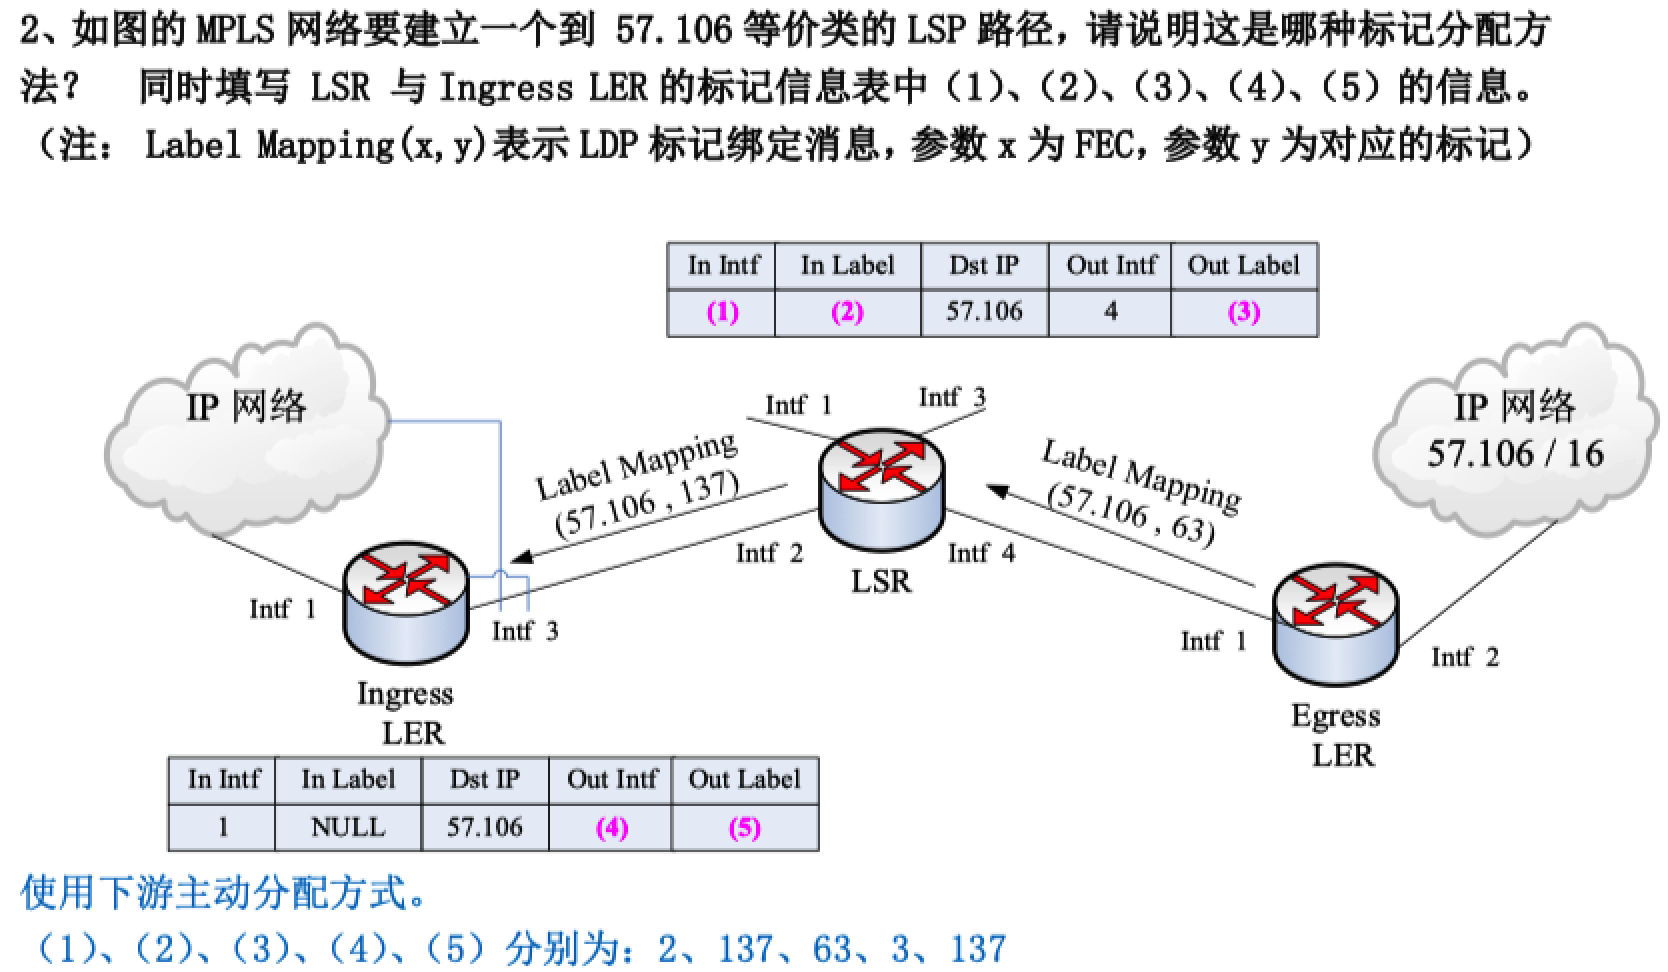 2、如图的 MPLS 网络要建立一个到 57.106 等价类的 LSP 路径，请说明这是哪种标记分配方
法？ 同时填写 LSR 与 Ingress LER 的标记信息表中（1）、（2）、（3）、（4）、（5）的信息。
（注： Label Mapping(x,y)表示 LDP 标记绑定消息，参数 x 为 FEC，参数 y 为对应的标记）
In Intf In Label Dst IP Out Intf Out Label
(1) (2) 57.106 4 (3)
IP 网络
Intf 1
Intf 3
IP 网络
57.106 / 16
Label Mapping
(57.106 , 137)
Label Mapping
(57.106 , 63)
Intf 2
Intf 4
LSR
Intf 1
Intf 3
Intf 1
Intf 2
Ingress
LER
Egress
LER
In Intf In Label Dst IP Out Intf Out Label
1 NULL 57.106 (4) (5)
使用下游主动分配方式。
（1）、（2）、（3）、（4）、（5）分别为：2、137、63、3、137